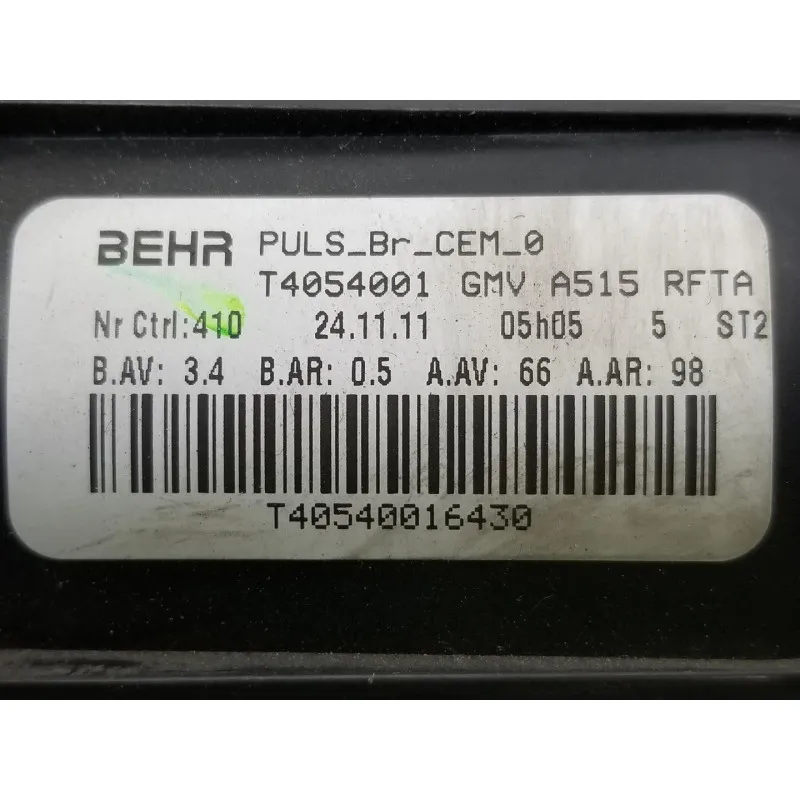 BEHR PULS_Br_CEM_0
T4054001 GMV A515 RFTA
Nr Ctrl:410 24.11.11 05h05 5 ST2
B.AV: 3.4 B.AR: 0.5 A.AV: 66 A.AR: 98
T40540016430